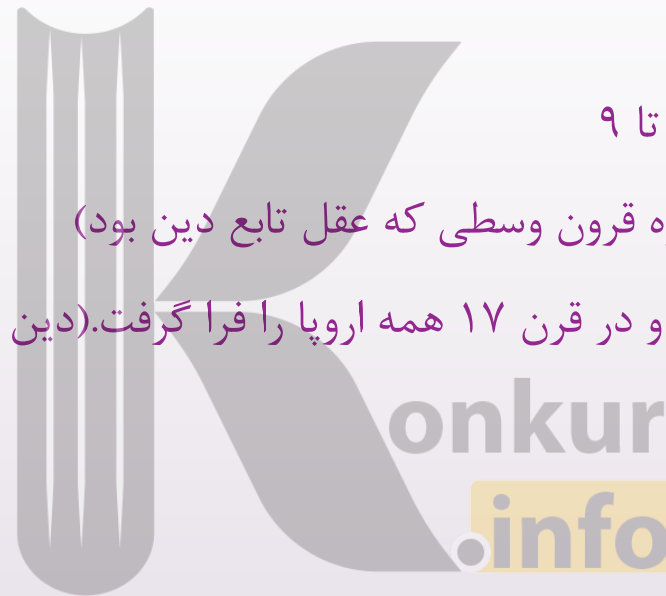 تا ۹
قرون وسطی که عقل تابع دین بود)
و در قرن ۱۷ همه اروپا را فرا گرفت.(دین
Konkur
.info